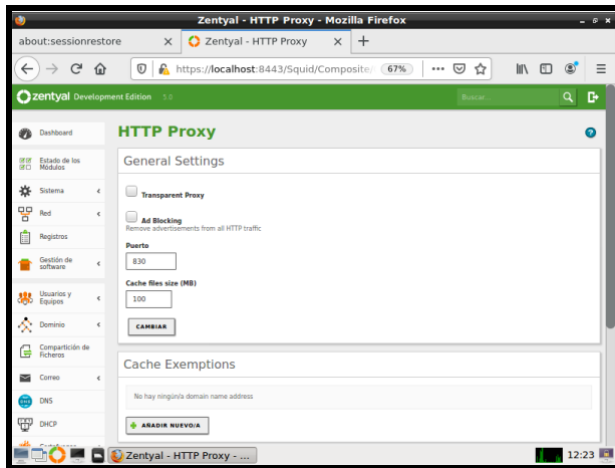 Zentyal - HTTP Proxy - Mozilla Firefox
about:sessionrestore
Zentyal - HTTP Proxy
https://localhost:8443/Squid/Composite/
67%
zentyal Development Edition 5.0
Buscar...
Dashboard
Estado de los
Módulos
Sistema
Red
Registros
Gestión de
software
Usuarios y
Equipos
Dominio
Compartición de
Ficheros
Correo
DNS
DHCP
HTTP Proxy
General Settings
Transparent Proxy
Ad Blocking
Remove advertisements from all HTTP traffic
Puerto
830
Cache files size (MB)
100
CAMBIAR
Cache Exemptions
No hay ningún/a domain name address
AÑADIR NUEVO/A
Zentyal - HTTP Proxy - ...
12:23